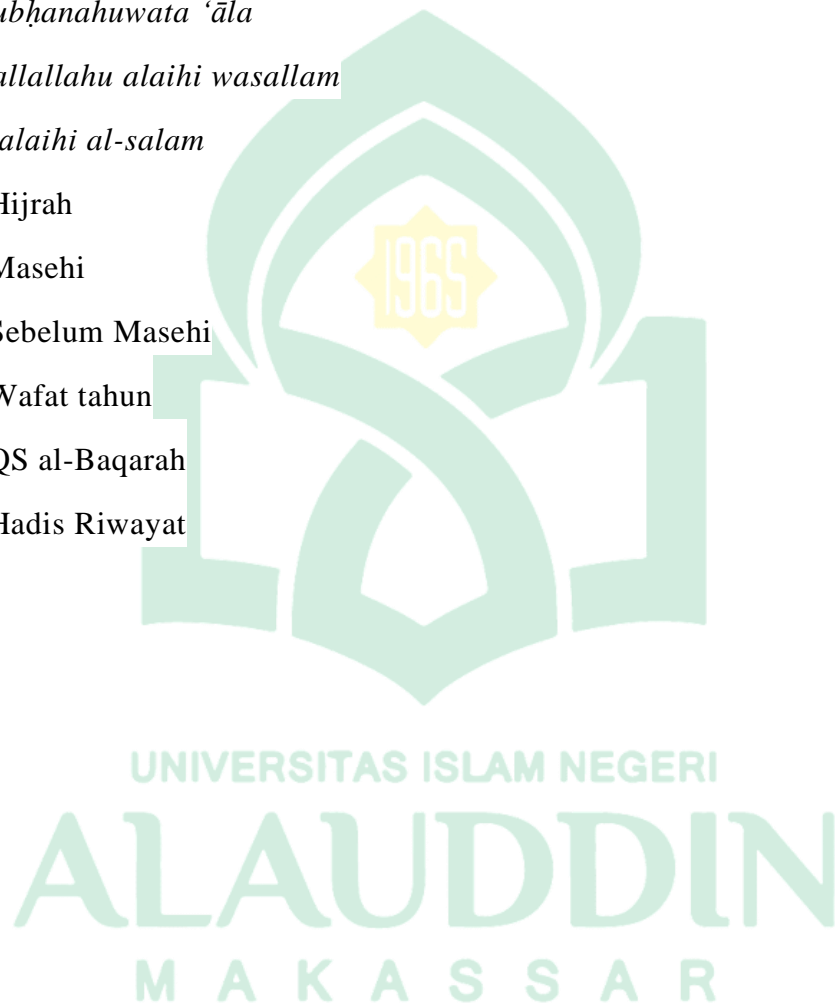 ubḥanahuwata ‘āla
allallahu alaihi wasallam
alaihi al-salam
Hijrah
Masehi
Sebelum Masehi
Wafat tahun
QS al-Baqarah
Hadis Riwayat
1965
UNIVERSITAS ISLAM NEGERI
ALAUDDIN
MAKASSAR